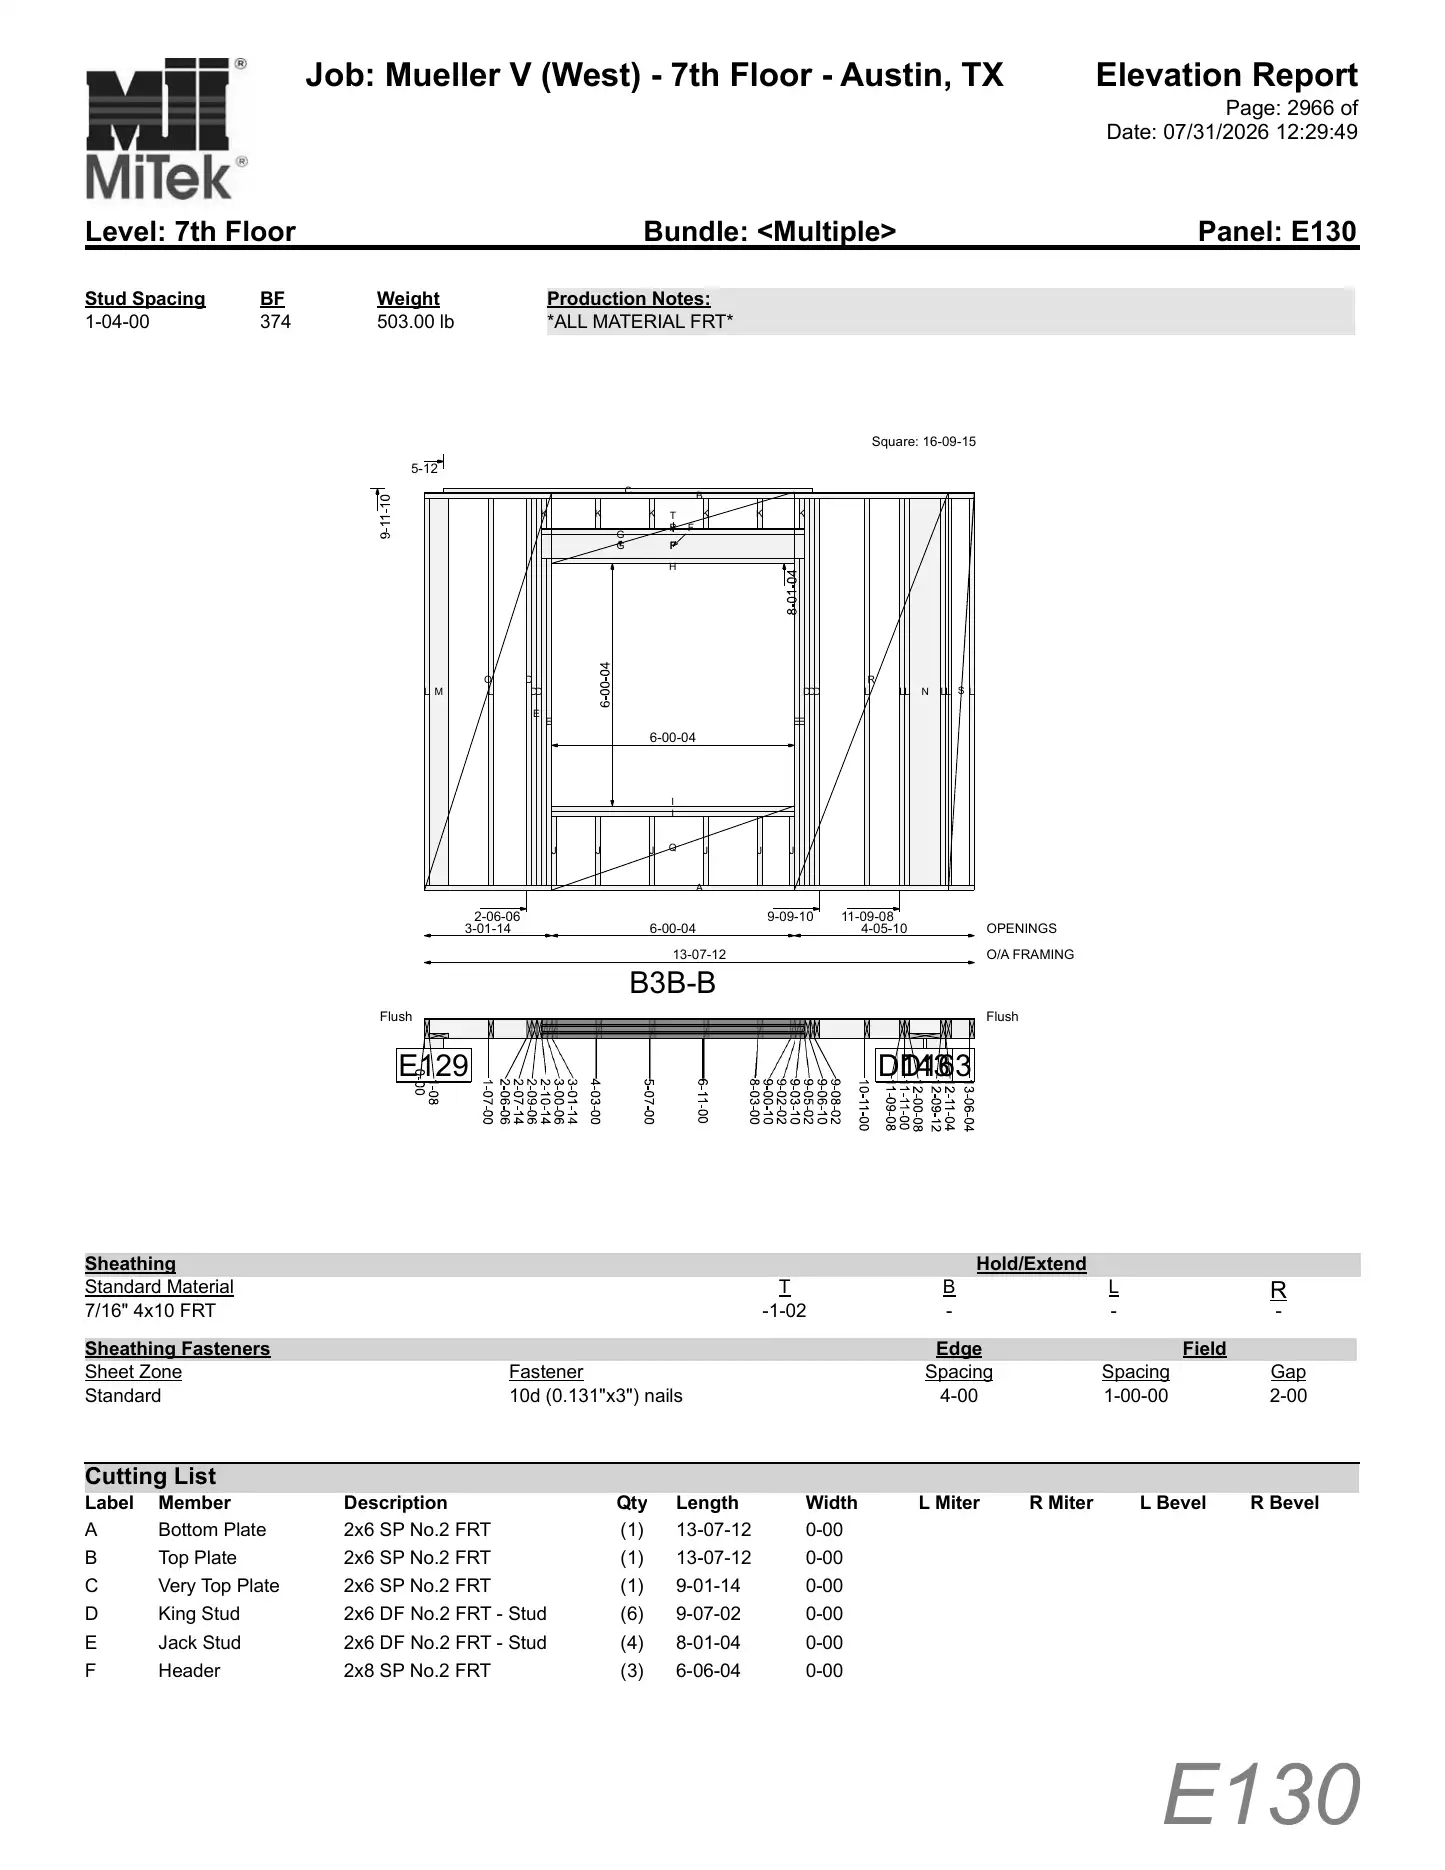 Job: Mueller V (West) - 7th Floor - Austin, TX
Elevation Report
Page: 2966 of
Date: 07/31/2026 12:29:49
MiTek®
Level: 7th Floor Bundle: <Multiple> Panel: E130
Stud Spacing BF Weight Production Notes:
1-04-00 374 503.00 lb *ALL MATERIAL FRT*
Square: 16-09-15
5-12
9-11-10
C
B
K K K T K K K
F
G
G
H
8-01-04
6-00-04
O R
L M L L LL N LL S L
E
6-00-04
I
I
J J J Q J J J
A
2-06-06 9-09-10 11-09-08
3-01-14 6-00-04 4-05-10 OPENINGS
13-07-12 O/A FRAMING
B3B-B
Flush Flush
E129
0-00
1-08
1-07-00
2-06-06
2-07-14
2-09-06
2-10-14
3-00-06
3-01-14
4-03-00
5-07-00
6-11-00
8-03-00
9-00-10
9-02-02
9-03-10
9-05-02
9-06-10
9-08-02
10-11-00
11-09-08
11-11-00
12-00-08
12-09-12
12-11-04
13-06-04
Sheathing Hold/Extend
Standard Material T B L R
7/16" 4x10 FRT -1-02 - - -
Sheathing Fasteners Edge Field
Sheet Zone Fastener Spacing Spacing Gap
Standard 10d (0.131"x3") nails 4-00 1-00-00 2-00
Cutting List
Label Member Description Qty Length Width L Miter R Miter L Bevel R Bevel
A Bottom Plate 2x6 SP No.2 FRT (1) 13-07-12 0-00
B Top Plate 2x6 SP No.2 FRT (1) 13-07-12 0-00
C Very Top Plate 2x6 SP No.2 FRT (1) 9-01-14 0-00
D King Stud 2x6 DF No.2 FRT - Stud (6) 9-07-02 0-00
E Jack Stud 2x6 DF No.2 FRT - Stud (4) 8-01-04 0-00
F Header 2x8 SP No.2 FRT (3) 6-06-04 0-00
E130